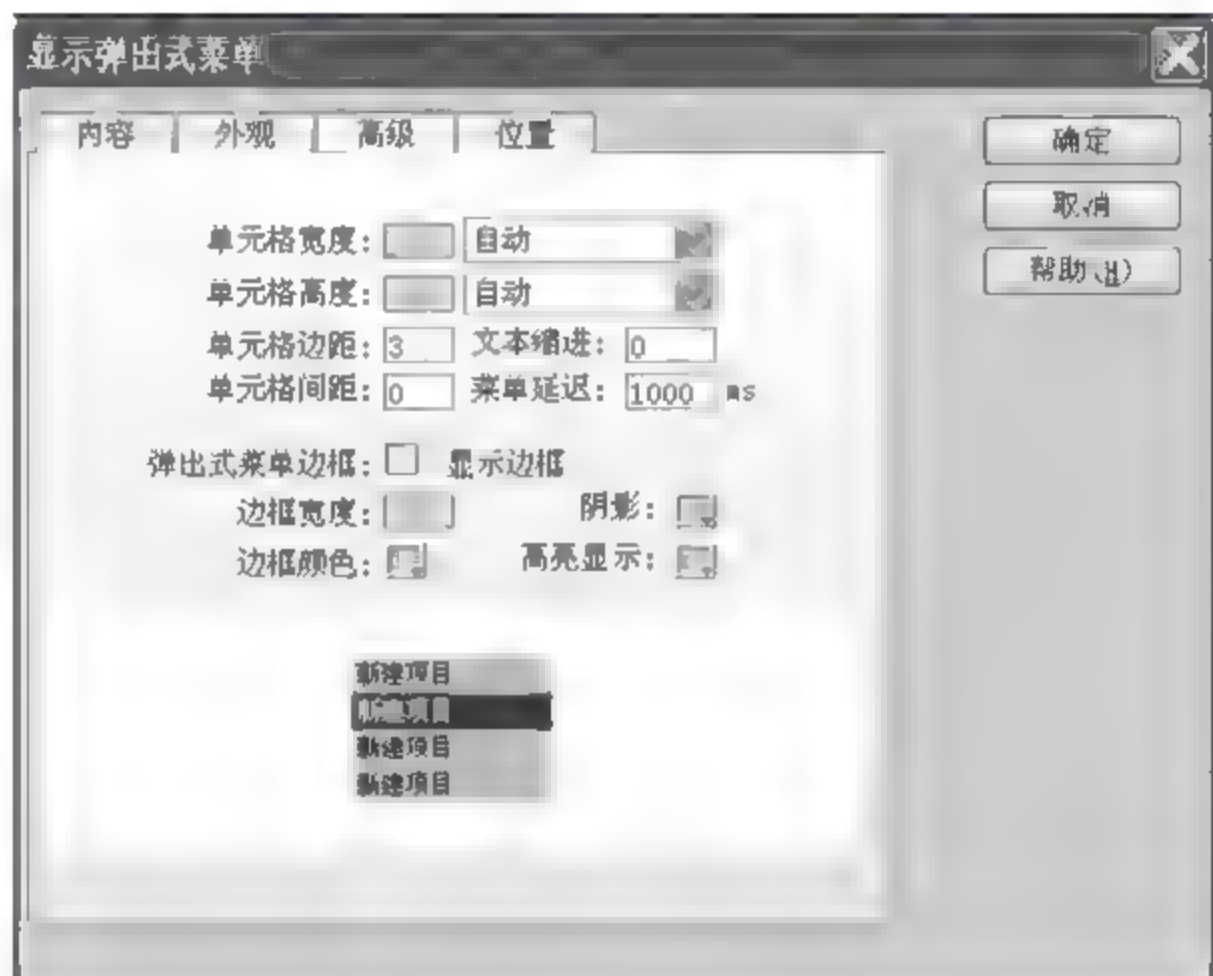 显示弹出式菜单
内容 外观 高级 位置
确定
取消
帮助(H)
单元格宽度: 自动
单元格高度: 自动
单元格边距: 3 文本缩进: 0
单元格间距: 0 菜单延迟: 1000 ms
弹出式菜单边框: 显示边框
边框宽度: 阴影:
边框颜色: 高亮显示:
新建项目
新建项目
新建项目
新建项目